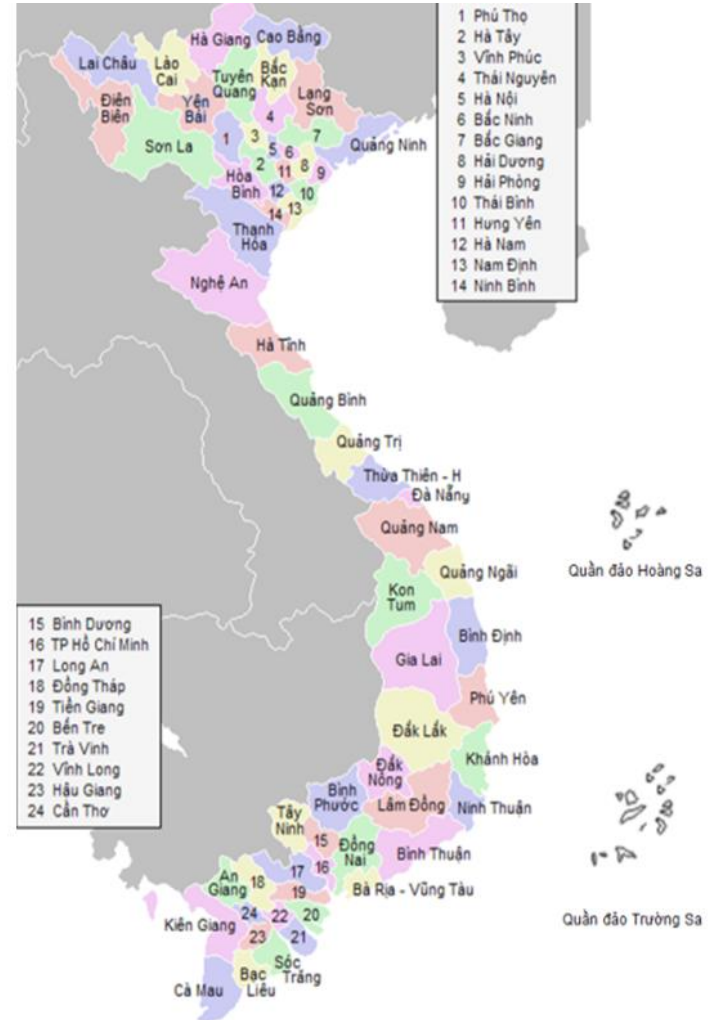 1 Phú Thọ
2 Hà Tây
3 Vĩnh Phúc
4 Thái Nguyên
5 Hà Nội
6 Bắc Ninh
7 Bắc Giang
8 Hải Dương
9 Hải Phòng
10 Thái Bình
11 Hưng Yên
12 Hà Nam
13 Nam Định
14 Ninh Bình
Hà Giang
Cao Bằng
Lai Châu
Lào
Cai
Bắc
Kạn
Tuyên
Quang
Điên
Biên
Yên
Bái
4
Lạng
Sơn
Sơn La
1
3
7
5
6
Quảng Ninh
2
11
8
9
Hòa
Bình
12
10
14
13
Thanh
Hóa
Nghệ An
Hà Tĩnh
Quảng Bình
Quảng Trị
Thừa Thiên - H
Đà Nẵng
Quảng Nam
Quảng Ngãi
Quần đảo Hoàng Sa
Kon
Tum
Bình Định
Gia Lai
Phú Yên
Đắk Lắk
Khánh Hòa
Đắk
Nông
Bình
Phước
Lâm Đồng
Ninh Thuận
Tây
Ninh
15
Đồng
Nai
Bình Thuận
16
17
An
Giang
18
19
Bà Rịa - Vũng Tàu
Kiên Giang
24
22
20
23
21
Sóc
Trăng
Bạc
Liêu
Cà Mau
Quần đảo Trường Sa
15 Bình Dương
16 TP Hồ Chí Minh
17 Long An
18 Đồng Tháp
19 Tiền Giang
20 Bến Tre
21 Trà Vinh
22 Vĩnh Long
23 Hậu Giang
24 Cần Thơ